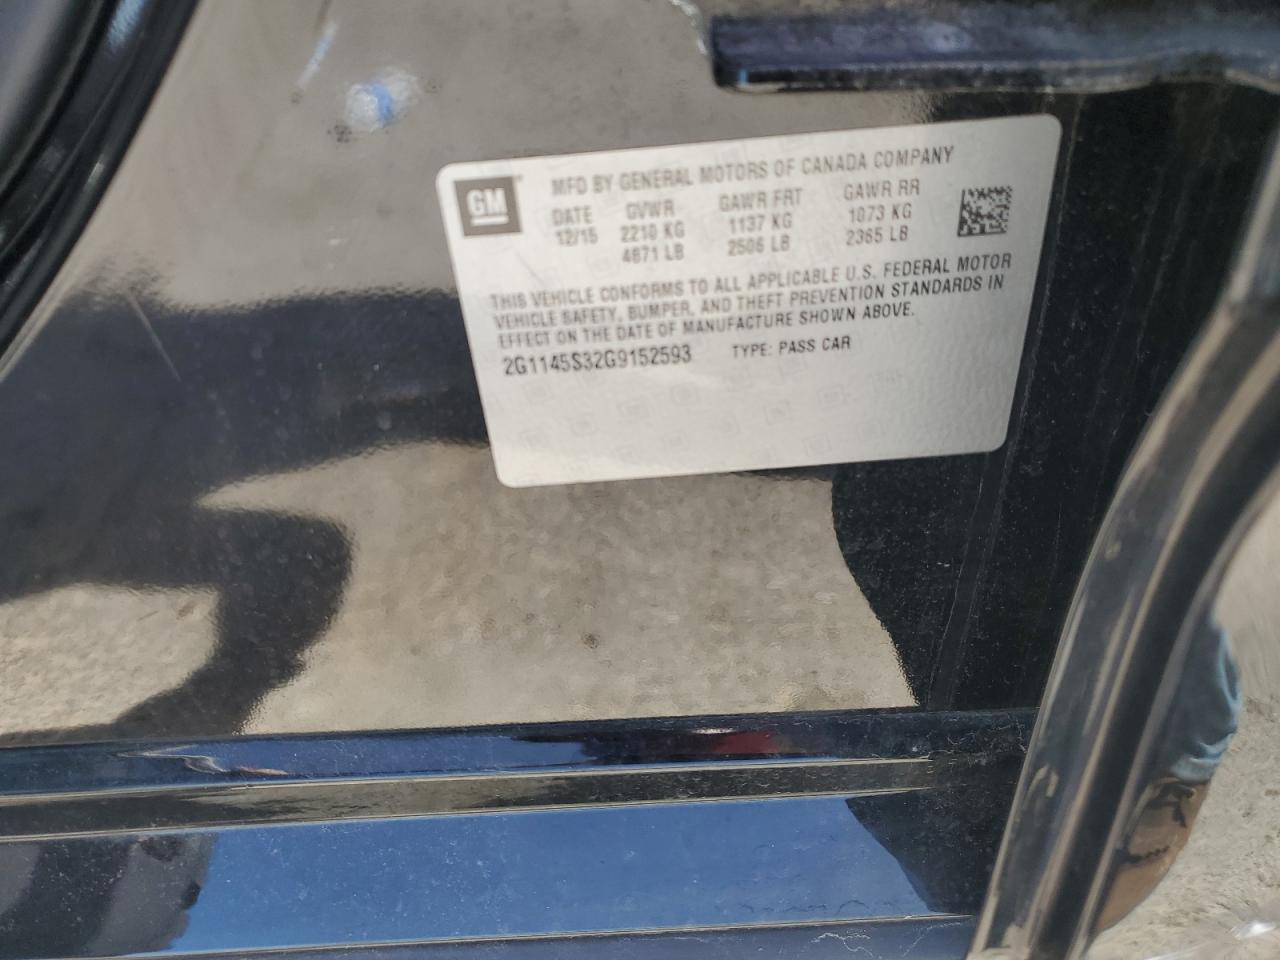 GM
MFD BY GENERAL MOTORS OF CANADA COMPANY
DATE GVWR GAWR FRT GAWR RR
12/15 2210 KG 1137 KG 1073 KG
4871 LB 2506 LB 2365 LB
THIS VEHICLE CONFORMS TO ALL APPLICABLE U.S. FEDERAL MOTOR
VEHICLE SAFETY, BUMPER, AND THEFT PREVENTION STANDARDS IN
EFFECT ON THE DATE OF MANUFACTURE SHOWN ABOVE.
2G1145S32G9152593 TYPE: PASS CAR